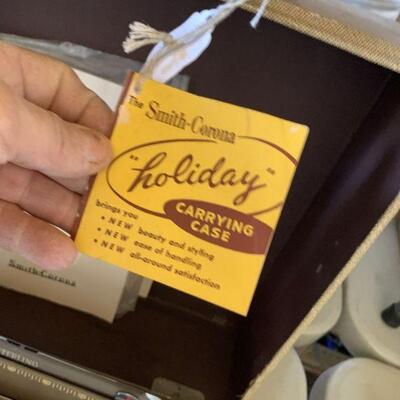 The Smith-Corona
"holiday"
CARRYING
CASE
brings you
• NEW beauty and styling
• NEW ease of handling
• NEW all-around satisfaction
Smith-Corona
STERLING